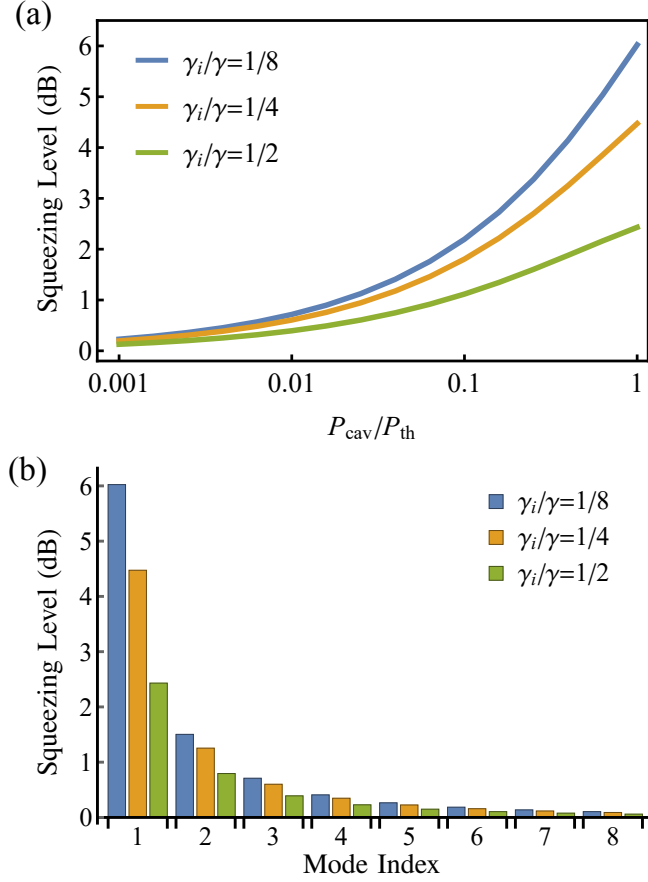 (a)
Squeezing Level (dB)
6
5
4
3
2
1
0
γi/γ=1/8
γi/γ=1/4
γi/γ=1/2
0.001
0.01
0.1
1
Pcav/Pth
(b)
Squeezing Level (dB)
6
5
4
3
2
1
0
γi/γ=1/8
γi/γ=1/4
γi/γ=1/2
1
2
3
4
5
6
7
8
Mode Index